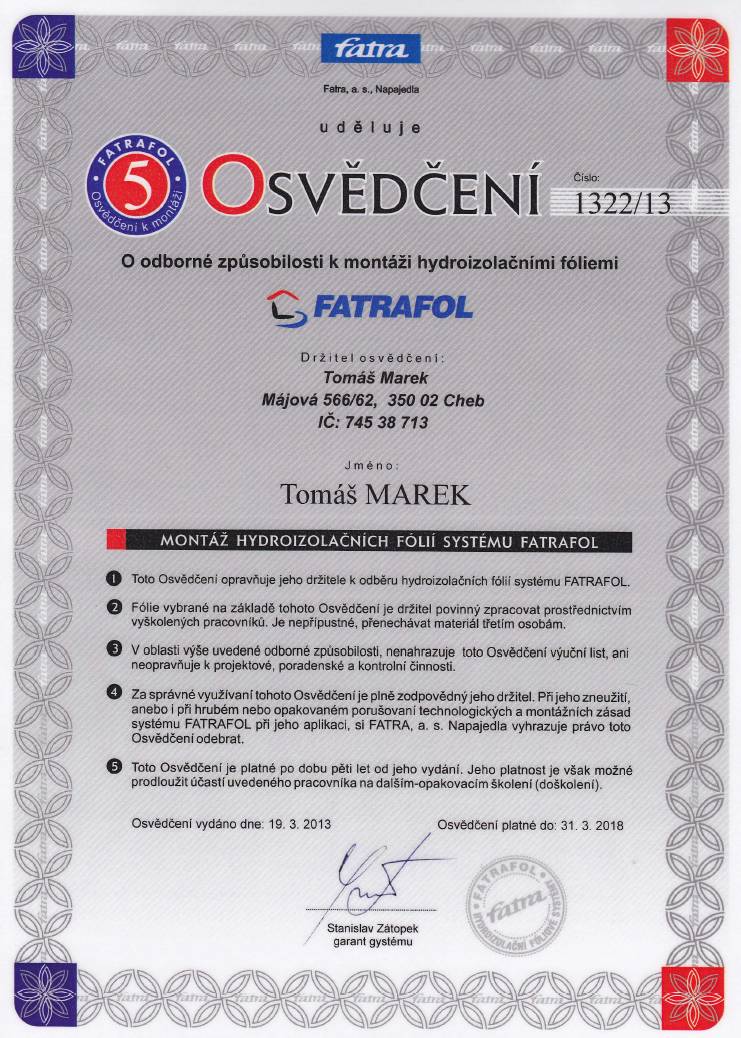 fatra
Fatra, a. s., Napajedla
uděluje
FATRAFOL
5
Osvědčení k montáži
OSVĚDČENÍ
Číslo:
1322/13
O odborné způsobilosti k montáži hydroizolačními fóliemi
FATRAFOL
Držitel osvědčení:
Tomáš Marek
Májová 566/62, 350 02 Cheb
IČ: 745 38 713
Jméno:
Tomáš MAREK
MONTÁŽ HYDROIZOLAČNÍCH FÓLIÍ SYSTÉMU FATRAFOL
1 Toto Osvědčení opravňuje jeho držitele k odběru hydroizolačních fólií systému FATRAFOL.
2 Fólie vybrané na základě tohoto Osvědčení je držitel povinný zpracovat prostřednictvím
vyškolených pracovníků. Je nepřípustné, přenechávat materiál třetím osobám.
3 V oblasti výše uvedené odborné způsobilosti, nenahrazuje toto Osvědčení výuční list, ani
neopravňuje k projektové, poradenské a kontrolní činnosti.
4 Za správné využívaní tohoto Osvědčení je plně zodpovědný jeho držitel. Při jeho zneužití,
anebo i při hrubém nebo opakovaném porušovaní technologických a montážních zásad
systému FATRAFOL při jeho aplikaci, si FATRA, a. s. Napajedla vyhrazuje právo toto
Osvědčení odebrat.
5 Toto Osvědčení je platné po dobu pěti let od jeho vydání. Jeho platnost je však možné
prodloužit účastí uvedeného pracovníka na dalším-opakovacím školení (doškolení).
Osvědčení vydáno dne: 19. 3. 2013
Osvědčení platné do: 31. 3. 2018
Stanislav Zátopek
garant gystému
FATRAFOL
fatra
HYDROIZOLAČNÍ FÓLIOVÉ SYSTÉMY